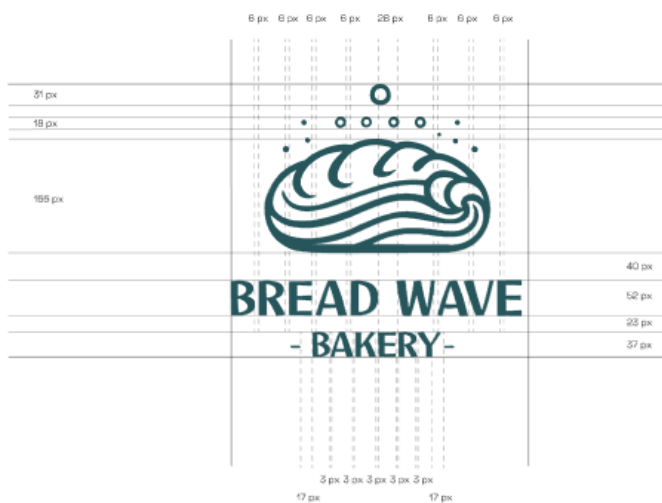 6 px 6 px 6 px 6 px 26 px 6 px 6 px 6 px
31 px
18 px
166 px
40 px
BREAD WAVE
52 px
23 px
- BAKERY -
37 px
3 px 3 px 3 px 3 px 3 px
17 px 17 px